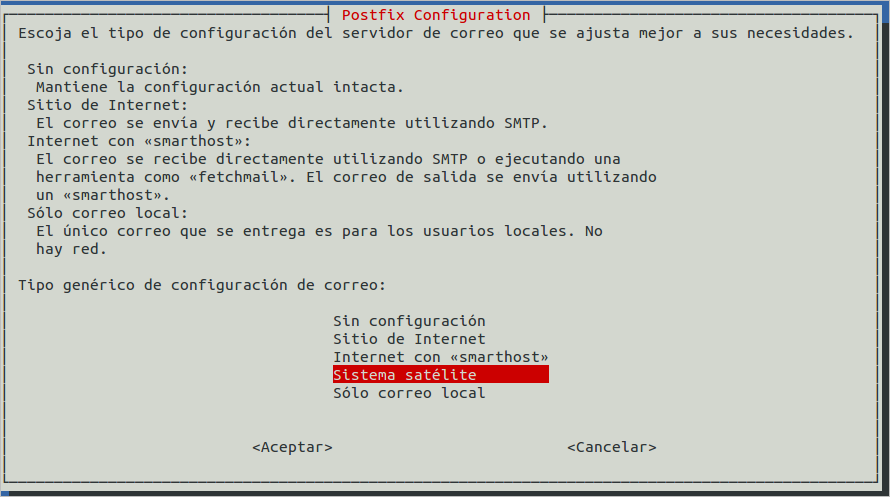 Postfix Configuration
Escoja el tipo de configuración del servidor de correo que se ajusta mejor a sus necesidades.
Sin configuración:
Mantiene la configuración actual intacta.
Sitio de Internet:
El correo se envía y recibe directamente utilizando SMTP.
Internet con «smarthost»:
El correo se recibe directamente utilizando SMTP o ejecutando una
herramienta como «fetchmail». El correo de salida se envía utilizando
un «smarthost».
Sólo correo local:
El único correo que se entrega es para los usuarios locales. No
hay red.
Tipo genérico de configuración de correo:
Sin configuración
Sitio de Internet
Internet con «smarthost»
Sistema satélite
Sólo correo local
<Aceptar> <Cancelar>